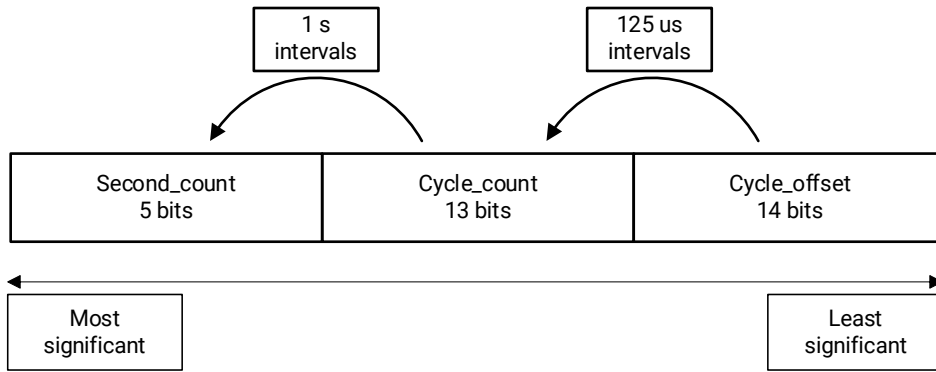 1 s
intervals
125 us
intervals
Second_count
5 bits
Cycle_count
13 bits
Cycle_offset
14 bits
Most
significant
Least
significant